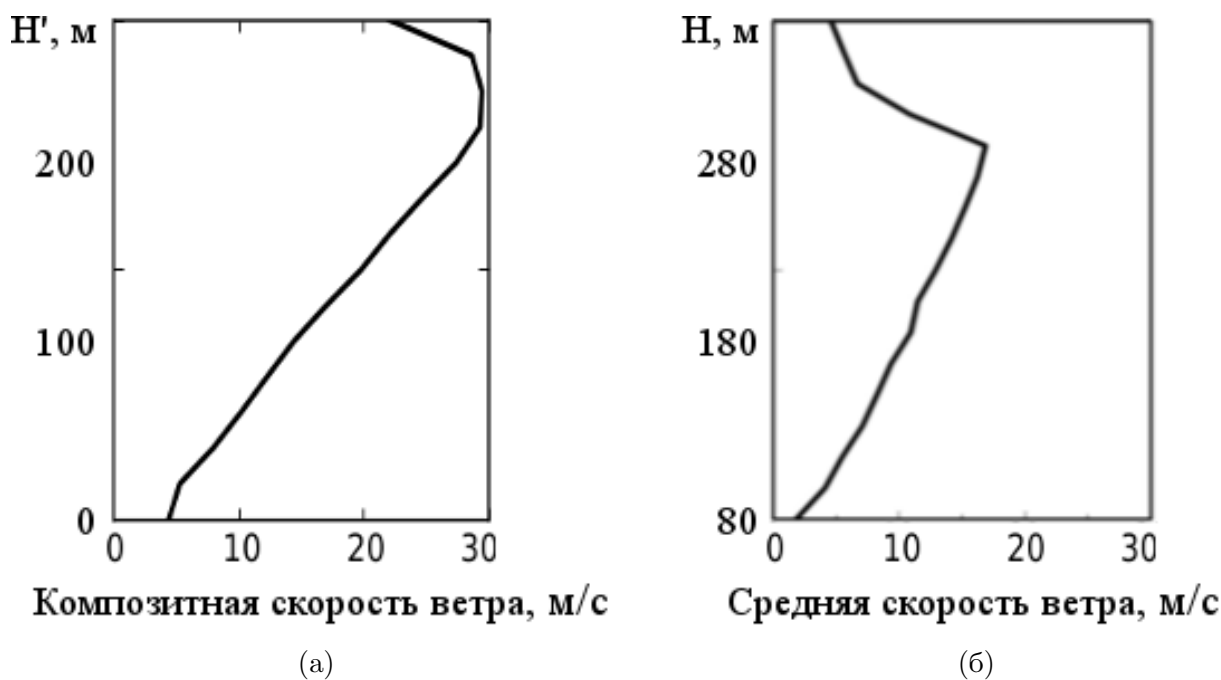 H', м
200
100
0
0 10 20 30
Композитная скорость ветра, м/с
(а)
H, м
280
180
80
0 10 20 30
Средняя скорость ветра, м/с
(б)